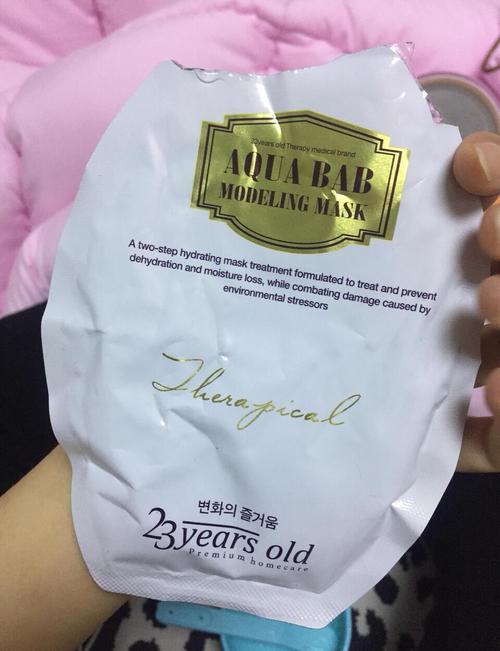 23years old Therapy medical brand
AQUA BAB
MODELING MASK
A two-step hydrating mask treatment formulated to treat and prevent
dehydration and moisture loss, while combating damage caused by
environmental stressors
Therapical
변화의 즐거움
23years old
Premium homecare